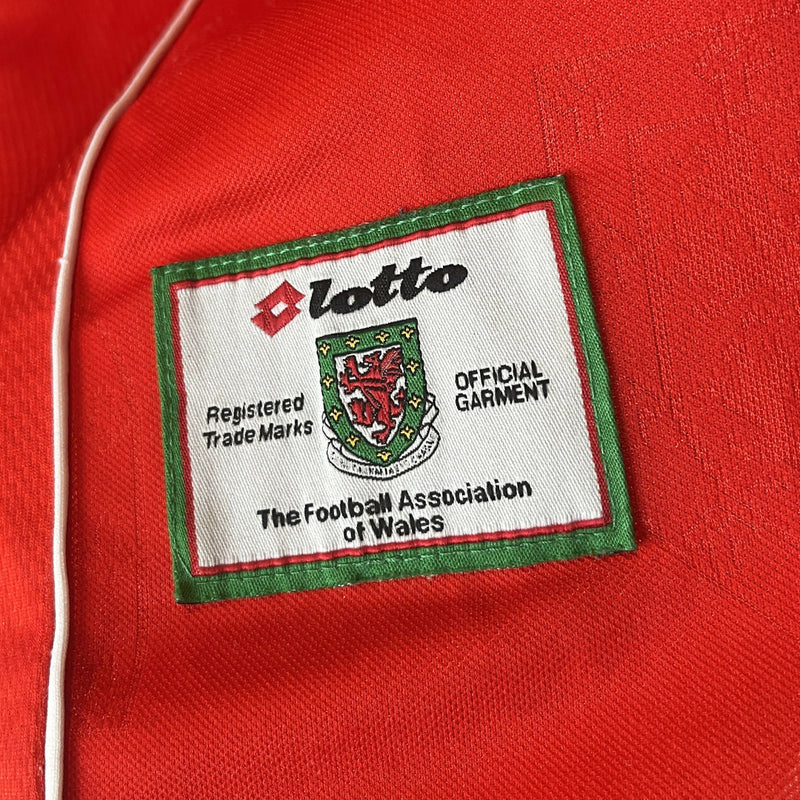 lotto
Registered
Trade Marks
OFFICIAL
GARMENT
The Football Association
of Wales